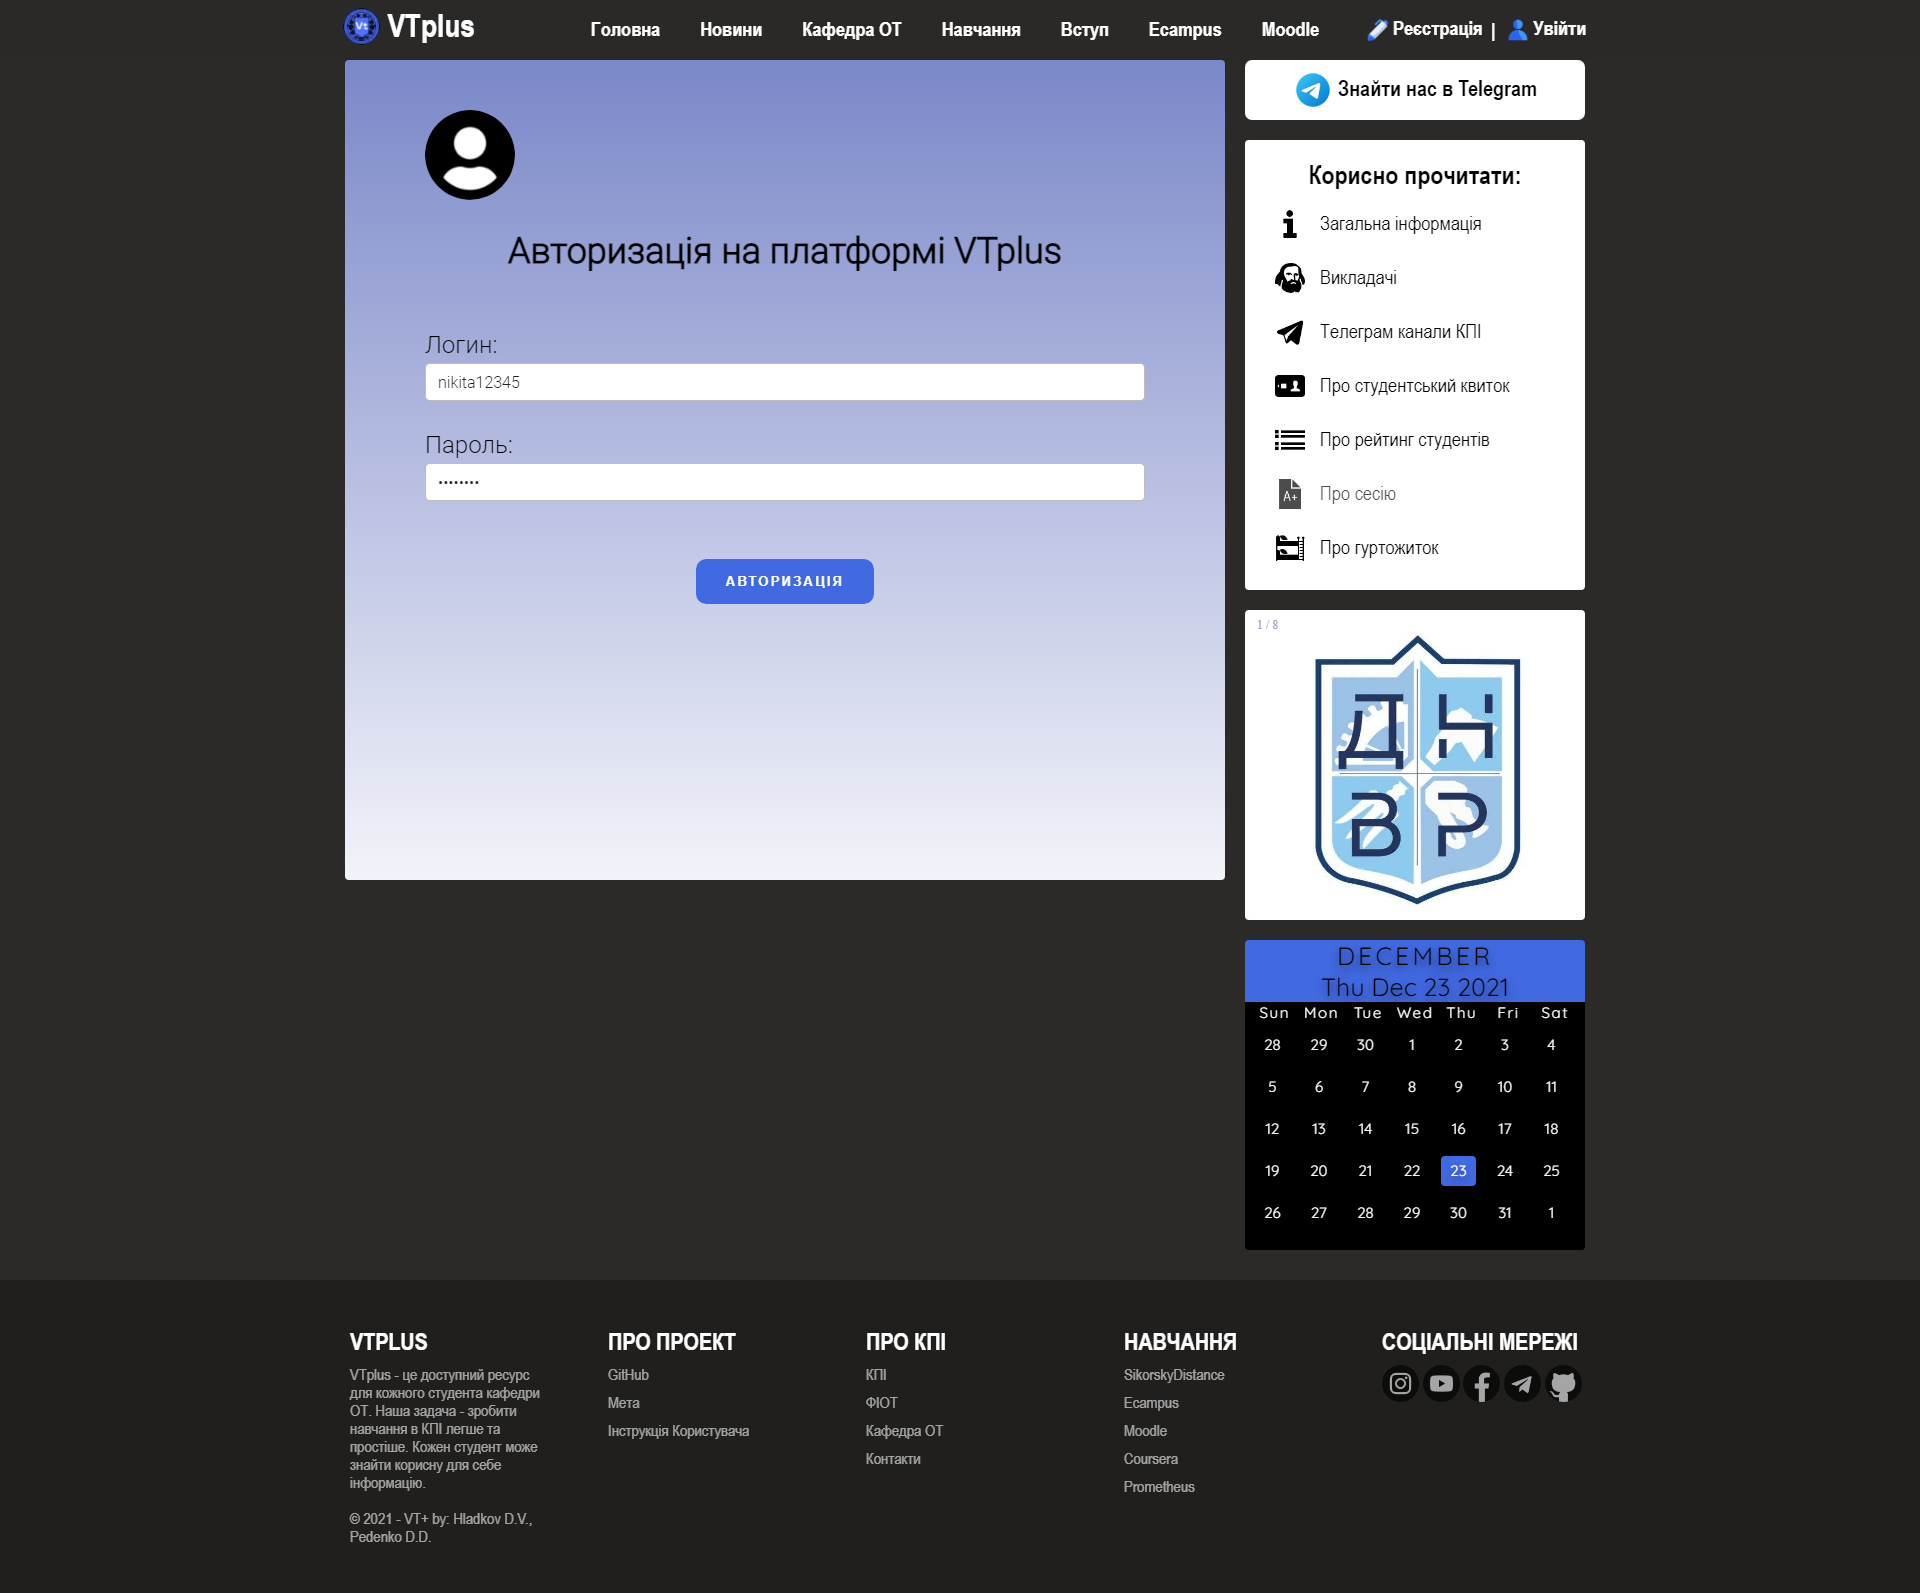 VTplus
Головна Новини Кафедра ОТ Навчання Вступ Ecampus Moodle Реєстрація | Увійти
Авторизація на платформі VTplus
Логин:
nikita12345
Пароль:
••••••••
АВТОРИЗАЦІЯ
Знайти нас в Telegram
Корисно прочитати:
Загальна інформація
Викладачі
Телеграм канали КПІ
Про студентський квиток
Про рейтинг студентів
A+ Про сесію
Про гуртожиток
1 / 8
Д Н
В Р
DECEMBER
Thu Dec 23 2021
Sun Mon Tue Wed Thu Fri Sat
28 29 30 1 2 3 4
5 6 7 8 9 10 11
12 13 14 15 16 17 18
19 20 21 22 23 24 25
26 27 28 29 30 31 1
VTPLUS
VTplus - це доступний ресурс
для кожного студента кафедри
ОТ. Наша задача - зробити
навчання в КПІ легше та
простіше. Кожен студент може
знайти корисну для себе
інформацію.
© 2021 - VT+ by: Hladkov D.V.,
Pedenko D.D.
ПРО ПРОЕКТ
GitHub
Мета
Інструкція Користувача
ПРО КПІ
КПІ
ФІОТ
Кафедра ОТ
Контакти
НАВЧАННЯ
SikorskyDistance
Ecampus
Moodle
Coursera
Prometheus
СОЦІАЛЬНІ МЕРЕЖІ